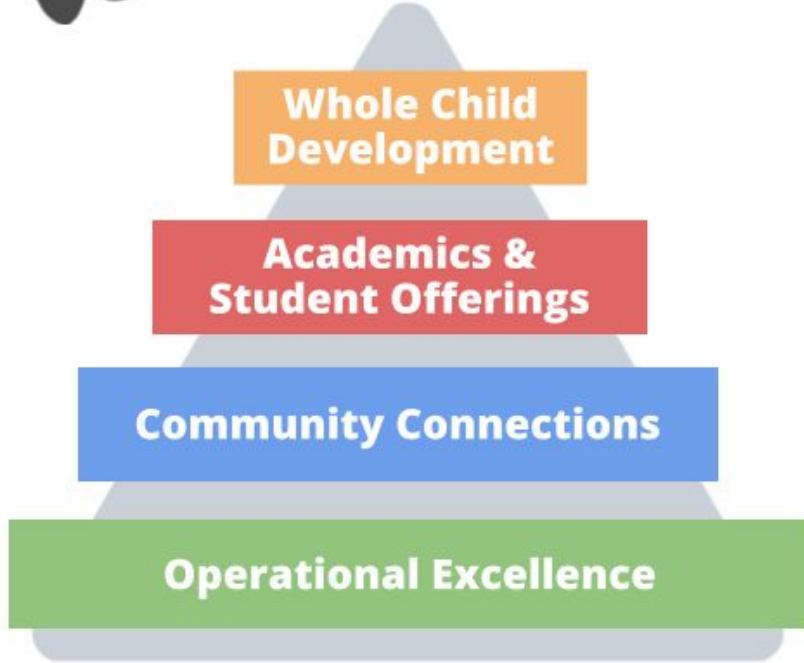 Whole Child
Development
Academics &
Student Offerings
Community Connections
Operational Excellence